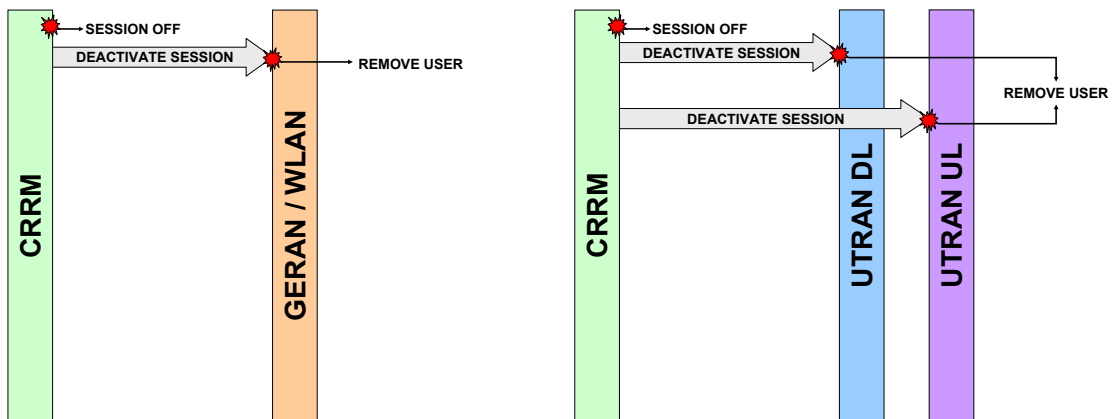 SESSION OFF
DEACTIVATE SESSION
REMOVE USER
CRRM
GERAN / WLAN
SESSION OFF
DEACTIVATE SESSION
REMOVE USER
DEACTIVATE SESSION
CRRM
UTRAN DL
UTRAN UL